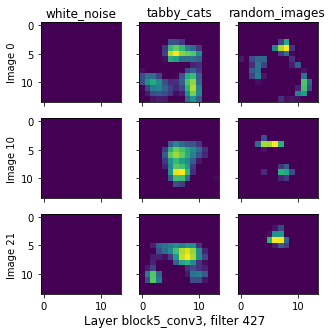 white_noise tabby_cats random_images
Image 0
0
5
10
Image 10
0
5
10
Image 21
0
5
10
0 10 0 10 0 10
Layer block5_conv3, filter 427